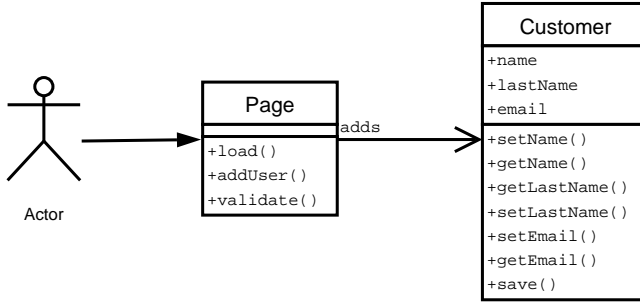 Actor
Page
+load()
+addUser()
+validate()
adds
Customer
+name
+lastName
+email
+setName()
+getName()
+getLastName()
+setLastName()
+setEmail()
+getEmail()
+save()